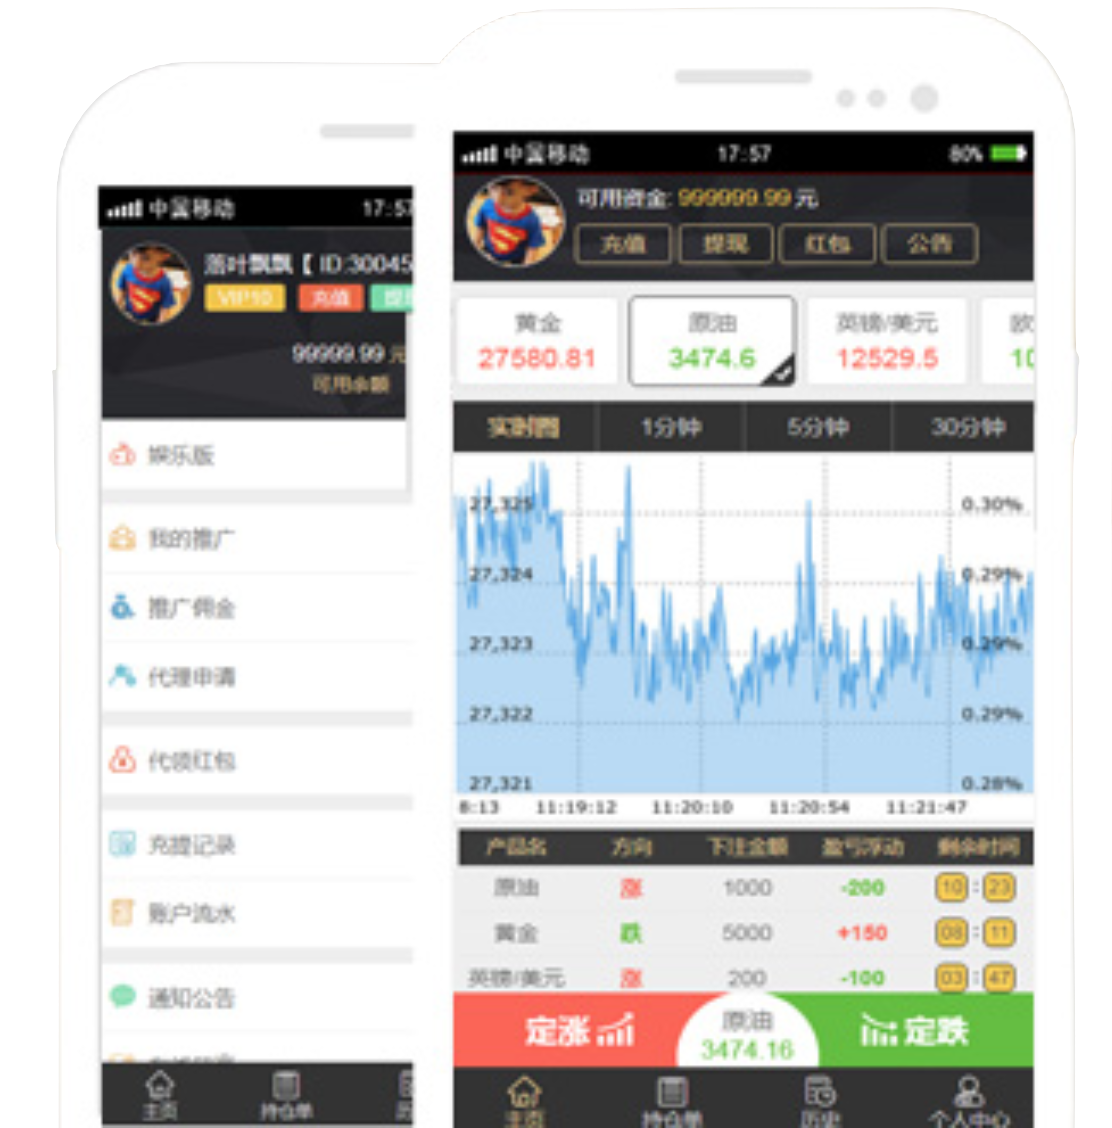 中国移动 17:57
落叶飘飘【 ID:30045
VIP10 充值 提现
99999.99 元
可用余额
娱乐版
我的推广
推广佣金
代理申请
代领红包
充提记录
账户流水
通知公告
主页 持仓单 历
中国移动 17:57 80%
可用资金: 999999.99 元
充值 提现 红包 公告
黄金 原油 英镑/美元 欧
27580.81 3474.6 12529.5 10
实时图 1分钟 5分钟 30分钟
27,325 0.30%
27,324 0.29%
27,323 0.29%
27,322 0.29%
27,321 0.28%
8:13 11:19:12 11:20:10 11:20:54 11:21:47
产品名 方向 下注金额 盈亏浮动 剩余时间
原油 涨 1000 -200 10 : 23
黄金 跌 5000 +150 08 : 11
英镑/美元 涨 200 -100 03 : 47
定涨 原油 定跌
3474.16
主页 持仓单 历史 个人中心